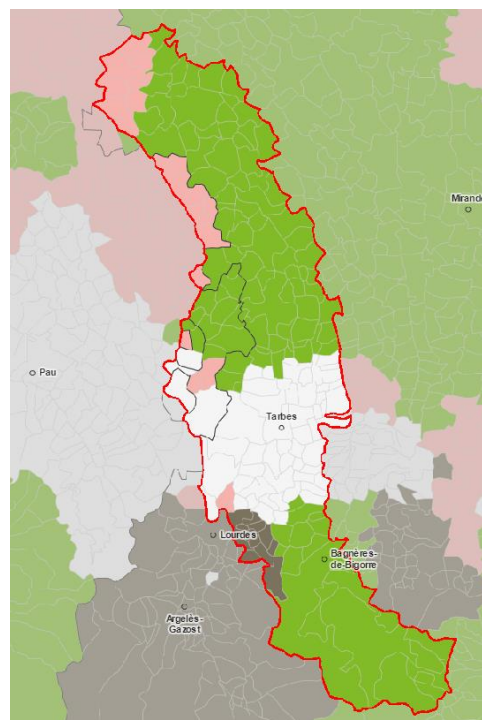 Mirande
Pau
Tarbes
Lourdes
Bagnères-
de-Bigorre
Argelès-
Gazost